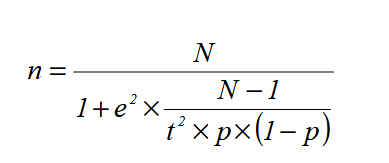 n = N / (1 + e² × (N − 1) / (t² × p × (1 − p)))